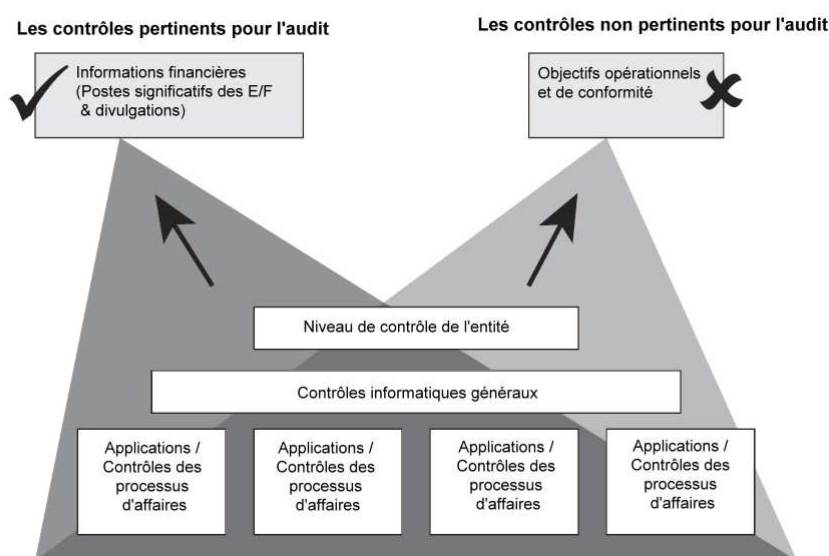 Les contrôles pertinents pour l'audit
Les contrôles non pertinents pour l'audit
Informations financières
(Postes significatifs des E/F
& divulgations)
Objectifs opérationnels
et de conformité
Niveau de contrôle de l'entité
Contrôles informatiques généraux
Applications /
Contrôles des
processus
d'affaires
Applications /
Contrôles des
processus
d'affaires
Applications /
Contrôles des
processus
d'affaires
Applications /
Contrôles des
processus
d'affaires